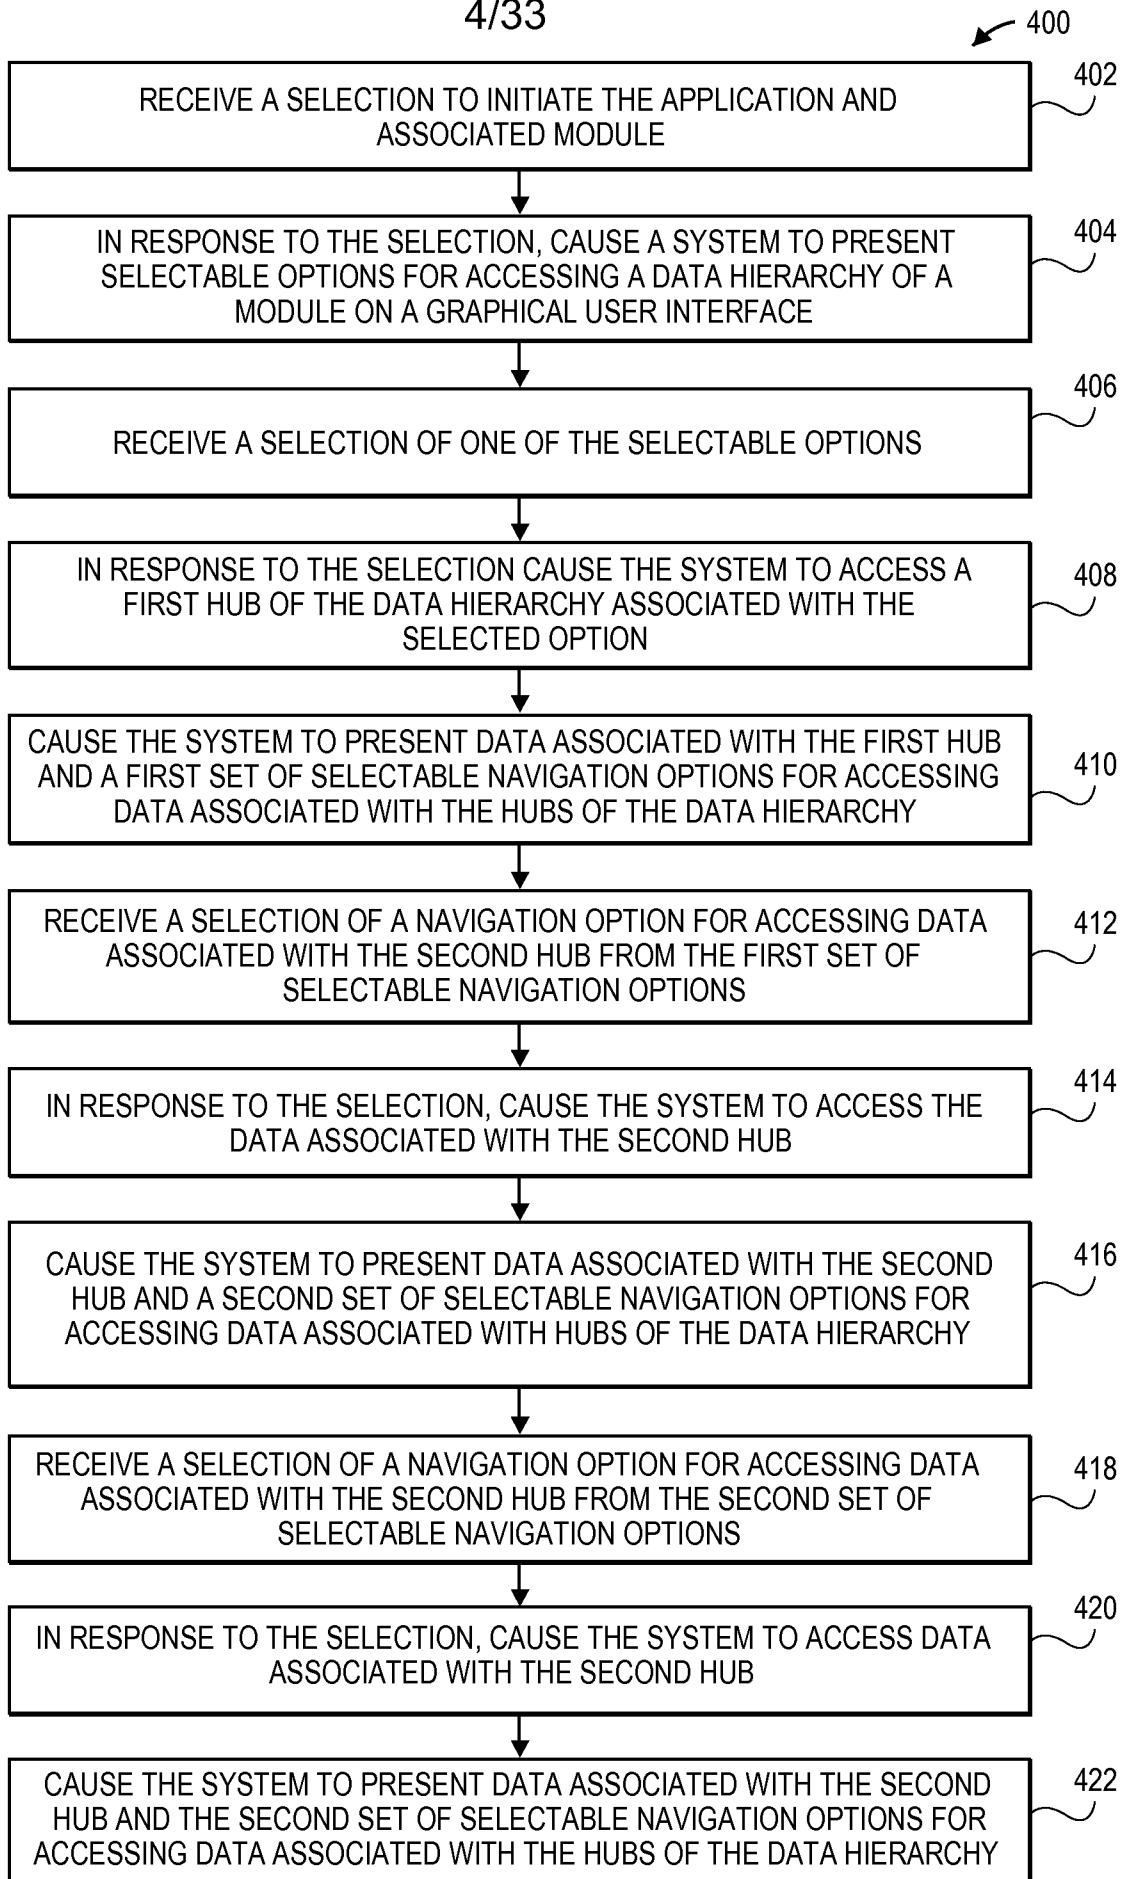 4/33
400
RECEIVE A SELECTION TO INITIATE THE APPLICATION AND
ASSOCIATED MODULE
402
IN RESPONSE TO THE SELECTION, CAUSE A SYSTEM TO PRESENT
SELECTABLE OPTIONS FOR ACCESSING A DATA HIERARCHY OF A
MODULE ON A GRAPHICAL USER INTERFACE
404
RECEIVE A SELECTION OF ONE OF THE SELECTABLE OPTIONS
406
IN RESPONSE TO THE SELECTION CAUSE THE SYSTEM TO ACCESS A
FIRST HUB OF THE DATA HIERARCHY ASSOCIATED WITH THE
SELECTED OPTION
408
CAUSE THE SYSTEM TO PRESENT DATA ASSOCIATED WITH THE FIRST HUB
AND A FIRST SET OF SELECTABLE NAVIGATION OPTIONS FOR ACCESSING
DATA ASSOCIATED WITH THE HUBS OF THE DATA HIERARCHY
410
RECEIVE A SELECTION OF A NAVIGATION OPTION FOR ACCESSING DATA
ASSOCIATED WITH THE SECOND HUB FROM THE FIRST SET OF
SELECTABLE NAVIGATION OPTIONS
412
IN RESPONSE TO THE SELECTION, CAUSE THE SYSTEM TO ACCESS THE
DATA ASSOCIATED WITH THE SECOND HUB
414
CAUSE THE SYSTEM TO PRESENT DATA ASSOCIATED WITH THE SECOND
HUB AND A SECOND SET OF SELECTABLE NAVIGATION OPTIONS FOR
ACCESSING DATA ASSOCIATED WITH HUBS OF THE DATA HIERARCHY
416
RECEIVE A SELECTION OF A NAVIGATION OPTION FOR ACCESSING DATA
ASSOCIATED WITH THE SECOND HUB FROM THE SECOND SET OF
SELECTABLE NAVIGATION OPTIONS
418
IN RESPONSE TO THE SELECTION, CAUSE THE SYSTEM TO ACCESS DATA
ASSOCIATED WITH THE SECOND HUB
420
CAUSE THE SYSTEM TO PRESENT DATA ASSOCIATED WITH THE SECOND
HUB AND THE SECOND SET OF SELECTABLE NAVIGATION OPTIONS FOR
ACCESSING DATA ASSOCIATED WITH THE HUBS OF THE DATA HIERARCHY
422